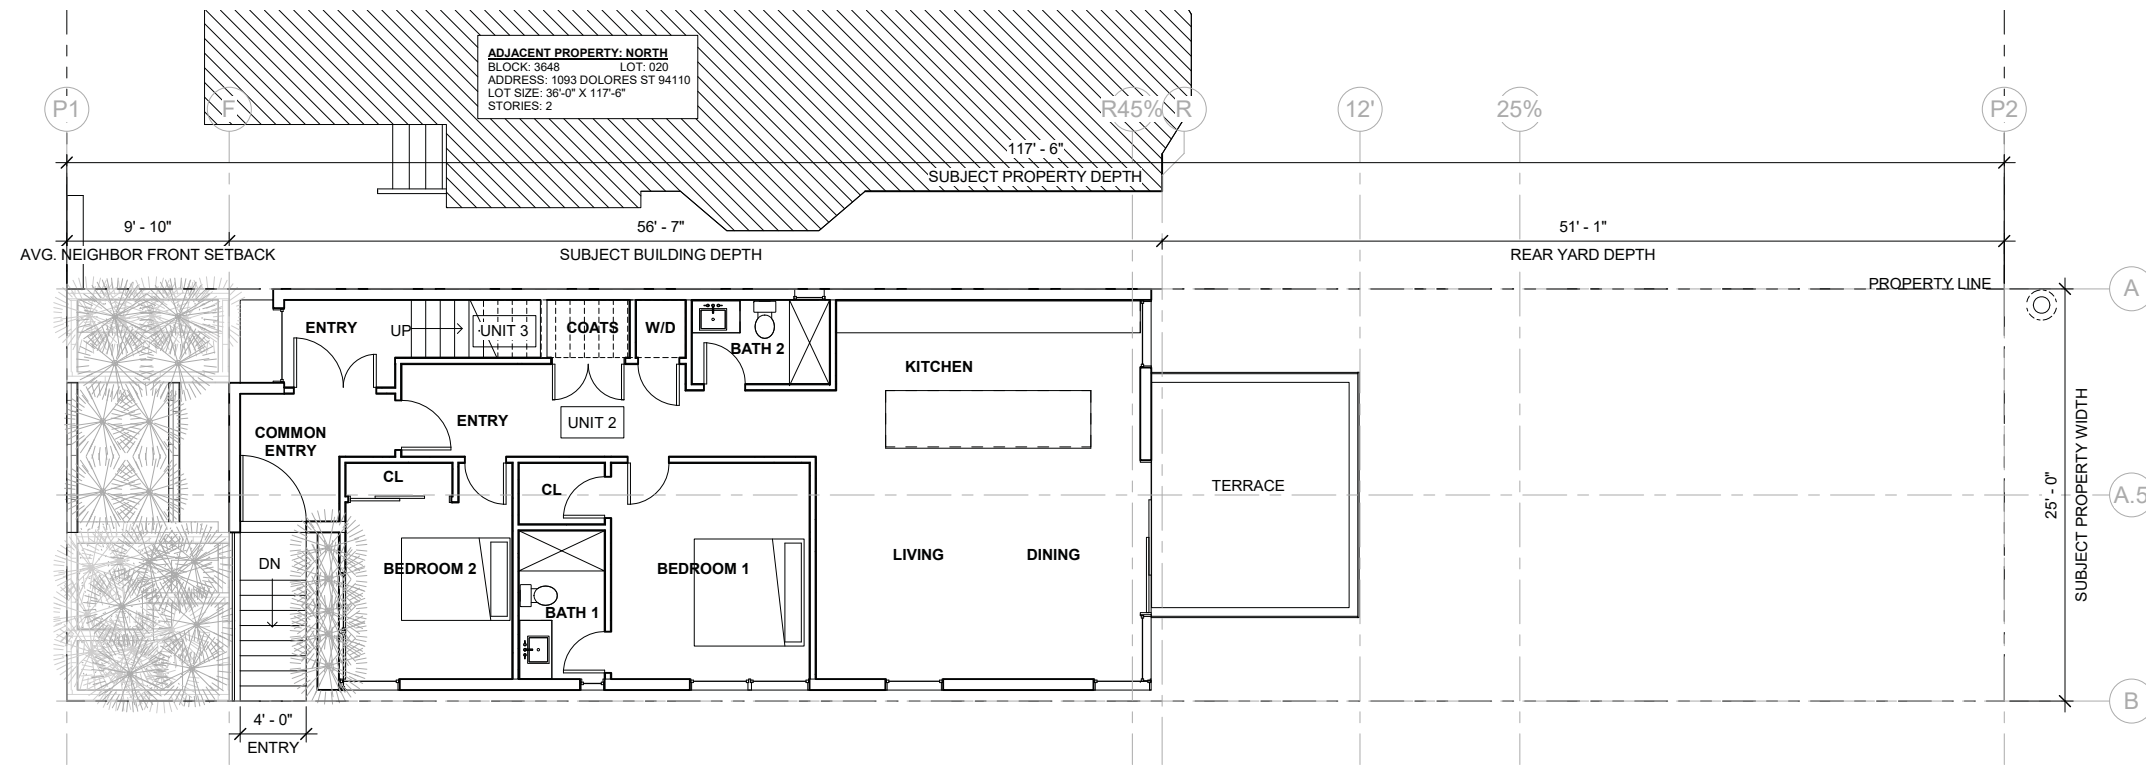 ADJACENT PROPERTY: NORTH
BLOCK: 3648 LOT: 020
ADDRESS: 1093 DOLORES ST 94110
LOT SIZE: 36'-0" X 117'-6"
STORIES: 2
P1 F R45% R 12' 25% P2
117' - 6"
SUBJECT PROPERTY DEPTH
9' - 10" 56' - 7" 51' - 1"
AVG. NEIGHBOR FRONT SETBACK SUBJECT BUILDING DEPTH REAR YARD DEPTH
PROPERTY LINE A
ENTRY UP UNIT 3 COATS W/D
BATH 2
KITCHEN
ENTRY UNIT 2
COMMON
ENTRY
CL
CL
TERRACE
A.5
25' - 0"
SUBJECT PROPERTY WIDTH
LIVING DINING
DN
BEDROOM 2 BEDROOM 1
BATH 1
B
4' - 0"
ENTRY